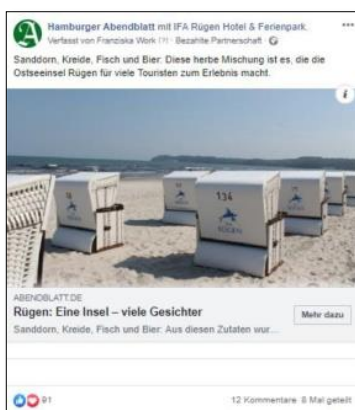 Hamburger Abendblatt mit IFA Rügen Hotel & Ferienpark.
Verfasst von Franziska Work [?] · Bezahlte Partnerschaft ·
Sanddorn, Kreide, Fisch und Bier: Diese herbe Mischung ist es, die die
Ostseeinsel Rügen für viele Touristen zum Erlebnis macht.
134
RÜGEN
ABENDBLATT.DE
Rügen: Eine Insel – viele Gesichter
Mehr dazu
Sanddorn, Kreide, Fisch und Bier: Aus diesen Zutaten wur...
91
12 Kommentare 8 Mal geteilt